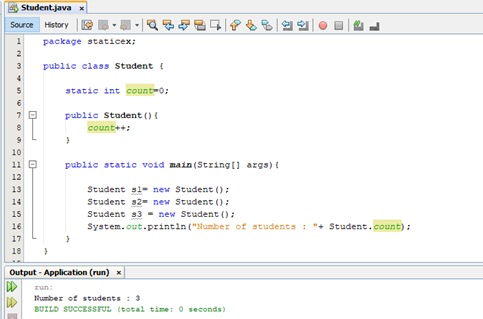 Student.java ×
Source History
1 package staticex;
2
3 public class Student {
4
5 static int count=0;
6
7 public Student(){
8 count++;
9 }
10
11 public static void main(String[] args){
12
13 Student s1= new Student();
14 Student s2= new Student();
15 Student s3 = new Student();
16 System.out.println("Number of students : "+ Student.count);
17 }
18 }
Output - Application (run) ×
run:
Number of students : 3
BUILD SUCCESSFUL (total time: 0 seconds)